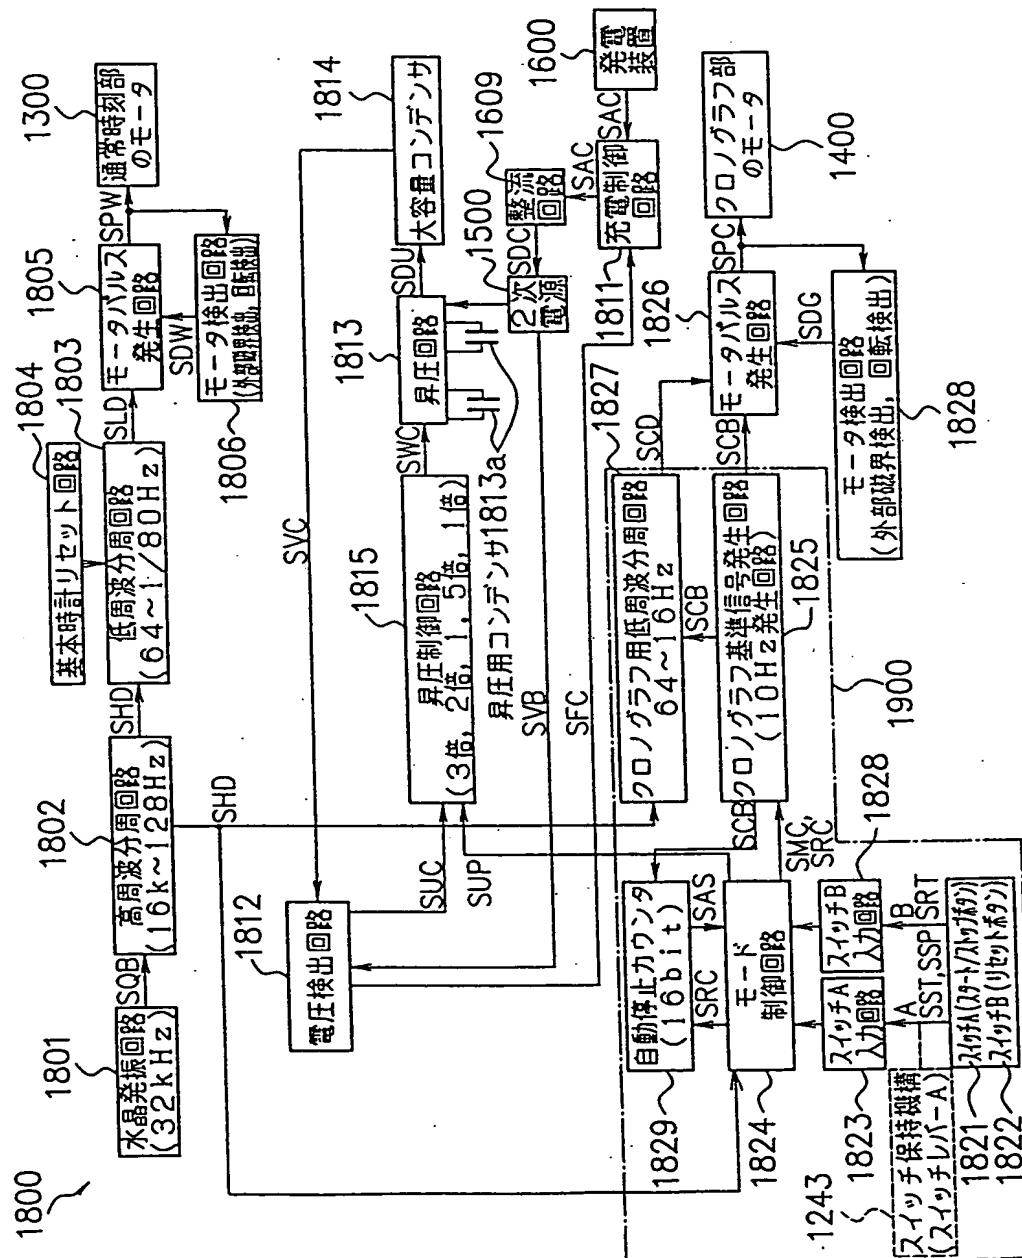 1800
1801
水晶発振回路
(32kHz)
SQB
1802
高周波分周回路
(16k~128Hz)
SHD
SHD
1804
基本時計リセット回路
1803
低周波分周回路
(64~1/80Hz)
SLD
1805
モータパルス
発生回路
SPW
1300
通常時刻部
のモータ
SDW
モータ検出回路
(外部磁界検出, 回転検出)
1806
1812
電圧検出回路
SVC
SUC
SUP
1815
昇圧制御回路
(3倍, 2倍, 1.5倍, 1倍)
SWC
1813
昇圧回路
SDU
1814
大容量コンデンサ
昇圧用コンデンサ1813a
1500
2次
電源
SDC
1609
整流
回路
SAC
SVB
SFC
1811
充電制御
回路
SAC
1600
発電
装置
1827
クロノグラフ用低周波分周回路
64~16Hz
SCD
SCB
クロノグラフ基準信号発生回路
(10Hz発生回路)
1825
SCB
1826
モータパルス
発生回路
SPC
クロノグラフ部
のモータ
1400
SDG
モータ検出回路
(外部磁界検出, 回転検出)
1828
1900
1829
自動停止カウンタ
(16bit)
SCB
SRC
SAS
1824
モード
制御回路
SMC,
SRC
1823
スイッチA
入力回路
スイッチB
入力回路
1828
A
SST, SSP
B
SRT
1821
スイッチA(スタート/ストップボタン)
1822
スイッチB(リセットボタン)
1243
スイッチ保持機構
(スイッチレバーA)